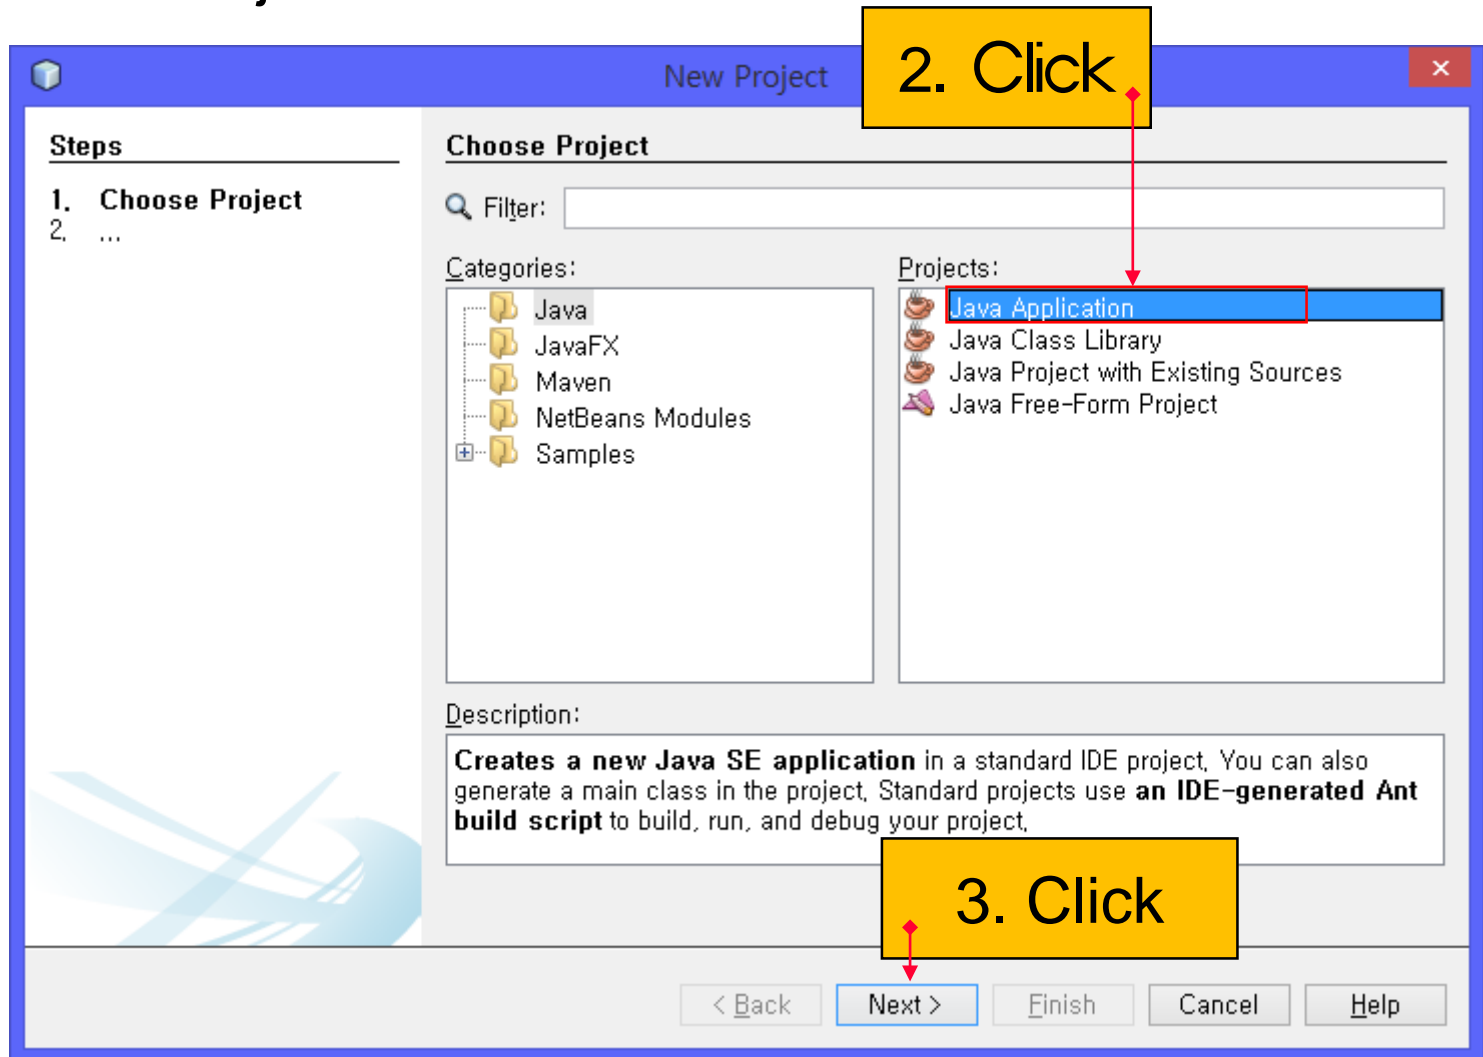 2. Click
New Project
Steps
1. Choose Project
2. ...
Choose Project
Filter:
Categories:
Java
JavaFX
Maven
NetBeans Modules
Samples
Projects:
Java Application
Java Class Library
Java Project with Existing Sources
Java Free-Form Project
Description:
Creates a new Java SE application in a standard IDE project. You can also
generate a main class in the project. Standard projects use an IDE-generated Ant
build script to build, run, and debug your project.
3. Click
< Back
Next >
Finish
Cancel
Help